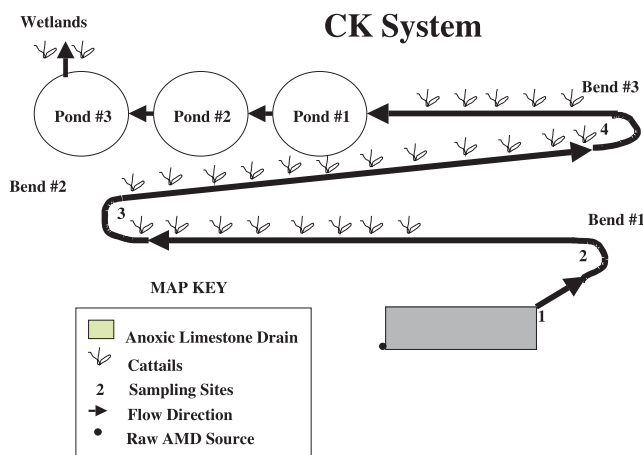 CK System
Wetlands
Bend #3
Pond #3
Pond #2
Pond #1
4
Bend #2
3
Bend #1
2
1
MAP KEY
Anoxic Limestone Drain
Cattails
2 Sampling Sites
Flow Direction
Raw AMD Source